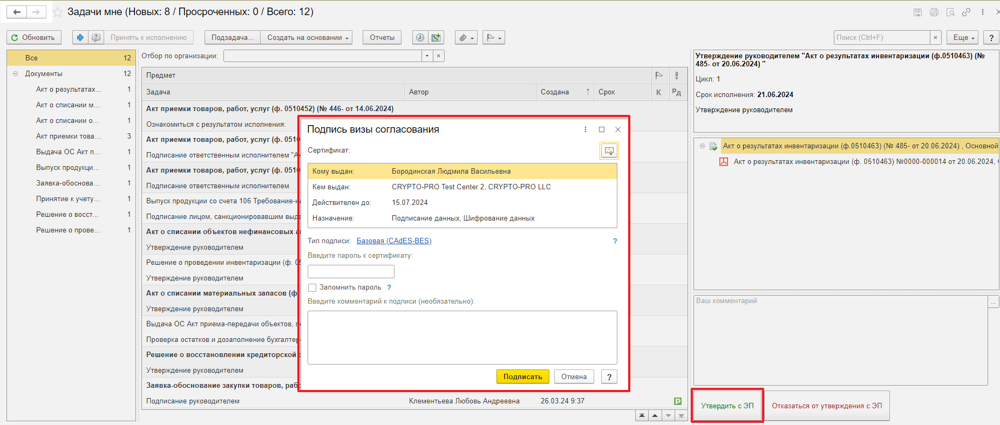 Задачи мне (Новых: 8 / Просроченных: 0 / Всего: 12)
Обновить
Принять к исполнению
Подзадача...
Создать на основании
Отчеты
Поиск (Ctrl+F)
×
Еще
?
Все 12
Документы 12
Акт о результатах... 1
Акт о списании м... 1
Акт о списании о... 1
Акт приемки това... 3
Выдача ОС Акт п... 1
Выпуск продукци... 1
Заявка-обоснова... 1
Принятие к учету... 1
Решение о восст... 1
Решение о прове... 1
Отбор по организации:
Предмет
Задача Автор Создана ↑ Срок К РД
Акт приемки товаров, работ, услуг (ф. 0510452) (№ 446- от 14.06.2024)
Ознакомиться с результатом исполнения:
Акт приемки товаров, работ, услуг (ф. 051
Подписание ответственным исполнителем "Ак
Акт приемки товаров, работ, услуг (ф. 051
Подписание ответственным исполнителем
Выпуск продукции со счета 106 Требование-на
Подписание лицом, санкционировавшим выд
Акт о списании объектов нефинансовых а
Утверждение руководителем
Решение о проведении инвентаризации (ф. 05
Утверждение руководителем
Акт о списании материальных запасов (ф
Утверждение руководителем
Выдача ОС Акт приема-передачи объектов, п
Проверка остатков и дозаполнение бухгалтер
Решение о восстановлении кредиторской
Утверждение руководителем
Заявка-обоснование закупки товаров, рабо
Подписание руководителем Клементьева Любовь Андреевна 26.03.24 9:37 P
Подпись визы согласования
Сертификат:
Кому выдан: Бородинская Людмила Васильевна
Кем выдан: CRYPTO-PRO Test Center 2, CRYPTO-PRO LLC
Действителен до: 15.07.2024
Назначение: Подписание данных, Шифрование данных
Тип подписи: Базовая (CAdES-BES) ?
Введите пароль к сертификату:
Запомнить пароль ?
Введите комментарий к подписи (необязательно):
Подписать
Отмена
?
Утверждение руководителем "Акт о результатах инвентаризации (ф.0510463) (№
485- от 20.06.2024) "
Цикл: 1
Срок исполнения: 21.06.2024
Утверждение руководителем
Акт о результатах инвентаризации (ф.0510463) (№ 485- от 20.06.2024) , Основной
Акт о результатах инвентаризации (ф. 0510463) №0000-000014 от 20.06.2024,
Ваш комментарий
...
Утвердить с ЭП
Отказаться от утверждения с ЭП